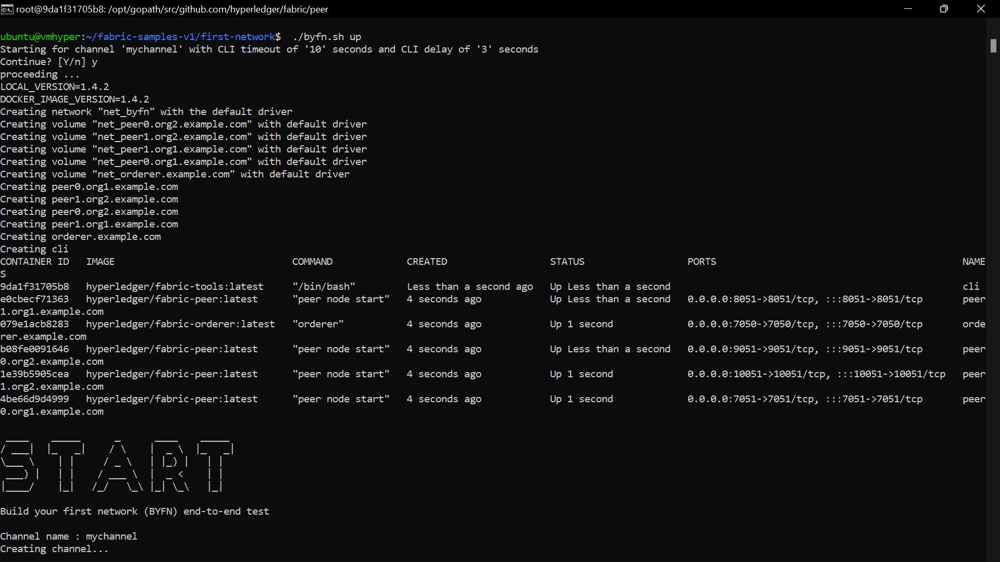 root@9da1f31705b8: /opt/gopath/src/github.com/hyperledger/fabric/peer
ubuntu@vmhyper:~/fabric-samples-v1/first-network$  ./byfn.sh up
Starting for channel 'mychannel' with CLI timeout of '10' seconds and CLI delay of '3' seconds
Continue? [Y/n] y
proceeding ...
LOCAL_VERSION=1.4.2
DOCKER_IMAGE_VERSION=1.4.2
Creating network "net_byfn" with the default driver
Creating volume "net_peer0.org2.example.com" with default driver
Creating volume "net_peer1.org2.example.com" with default driver
Creating volume "net_peer1.org1.example.com" with default driver
Creating volume "net_peer0.org1.example.com" with default driver
Creating volume "net_orderer.example.com" with default driver
Creating peer0.org1.example.com
Creating peer1.org2.example.com
Creating peer0.org2.example.com
Creating peer1.org1.example.com
Creating orderer.example.com
Creating cli
CONTAINER ID   IMAGE                               COMMAND             CREATED                  STATUS                  PORTS                                           NAME
S
9da1f31705b8   hyperledger/fabric-tools:latest     "/bin/bash"         Less than a second ago   Up Less than a second                                                   cli
e0cbecf71363   hyperledger/fabric-peer:latest      "peer node start"   4 seconds ago            Up Less than a second   0.0.0.0:8051->8051/tcp, :::8051->8051/tcp       peer
1.org1.example.com
079e1acb8283   hyperledger/fabric-orderer:latest   "orderer"           4 seconds ago            Up 1 second             0.0.0.0:7050->7050/tcp, :::7050->7050/tcp       orde
rer.example.com
b08fe0091646   hyperledger/fabric-peer:latest      "peer node start"   4 seconds ago            Up Less than a second   0.0.0.0:9051->9051/tcp, :::9051->9051/tcp       peer
0.org2.example.com
1e39b5905cea   hyperledger/fabric-peer:latest      "peer node start"   4 seconds ago            Up 1 second             0.0.0.0:10051->10051/tcp, :::10051->10051/tcp   peer
1.org2.example.com
4be66d9d4999   hyperledger/fabric-peer:latest      "peer node start"   4 seconds ago            Up 1 second             0.0.0.0:7051->7051/tcp, :::7051->7051/tcp       peer
0.org1.example.com
START
Build your first network (BYFN) end-to-end test
Channel name : mychannel
Creating channel...